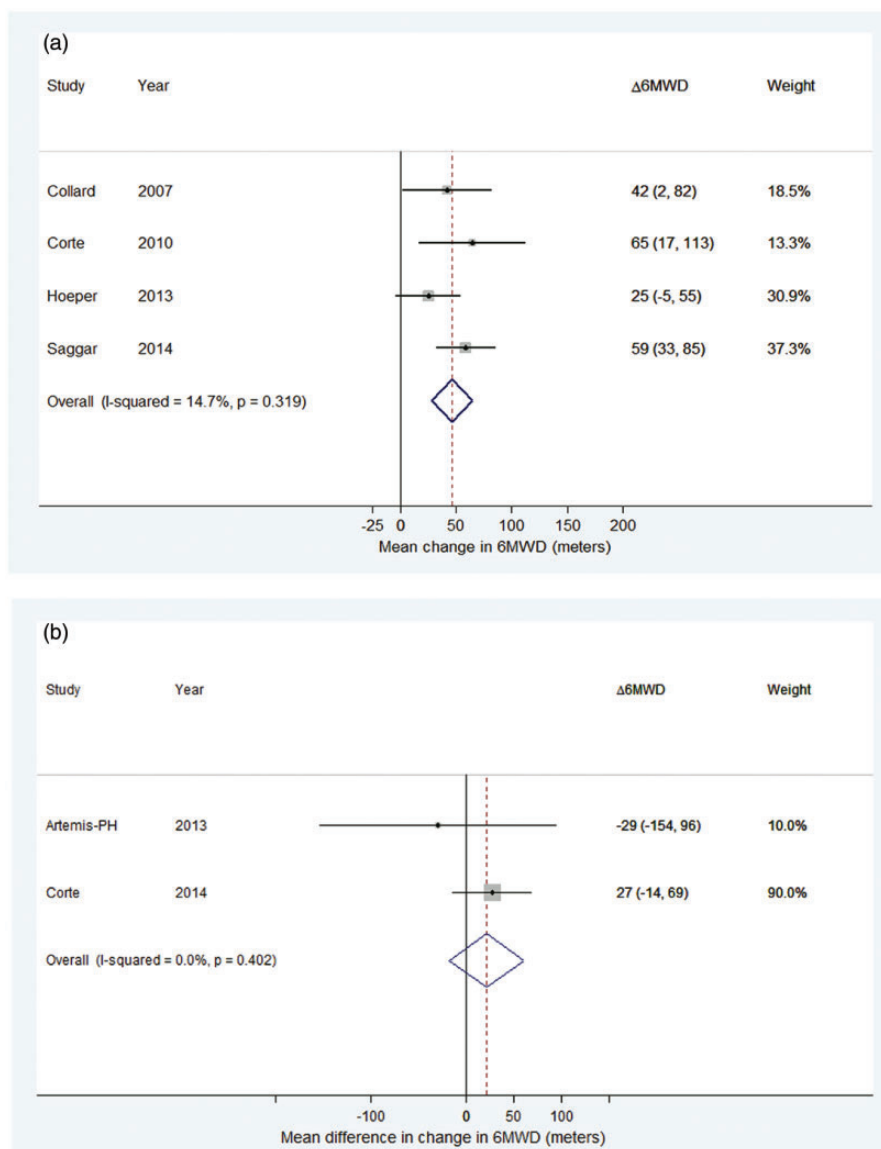 (a)
Study Year Δ6MWD Weight
Collard 2007 42 (2, 82) 18.5%
Corte 2010 65 (17, 113) 13.3%
Hoeper 2013 25 (-5, 55) 30.9%
Saggar 2014 59 (33, 85) 37.3%
Overall (I-squared = 14.7%, p = 0.319)
-25 0 50 100 150 200
Mean change in 6MWD (meters)
(b)
Study Year Δ6MWD Weight
Artemis-PH 2013 -29 (-154, 96) 10.0%
Corte 2014 27 (-14, 69) 90.0%
Overall (I-squared = 0.0%, p = 0.402)
-100 0 50 100
Mean difference in change in 6MWD (meters)